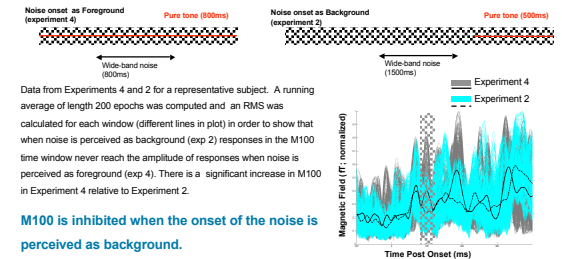 Noise onset as Foreground
(experiment 4)
Pure tone (800ms)
Wide-band noise
(800ms)
Noise onset as Background
(experiment 2)
Pure tone (500ms)
Wide-band noise
(1500ms)
Data from Experiments 4 and 2 for a representative subject. A running
average of length 200 epochs was computed and an RMS was
calculated for each window (different lines in plot) in order to show that
when noise is perceived as background (exp 2) responses in the M100
time window never reach the amplitude of responses when noise is
perceived as foreground (exp 4). There is a significant increase in M100
in Experiment 4 relative to Experiment 2.
M100 is inhibited when the onset of the noise is
perceived as background.
Experiment 4
Experiment 2
Magnetic Field (fT: normalized)
Time Post Onset (ms)